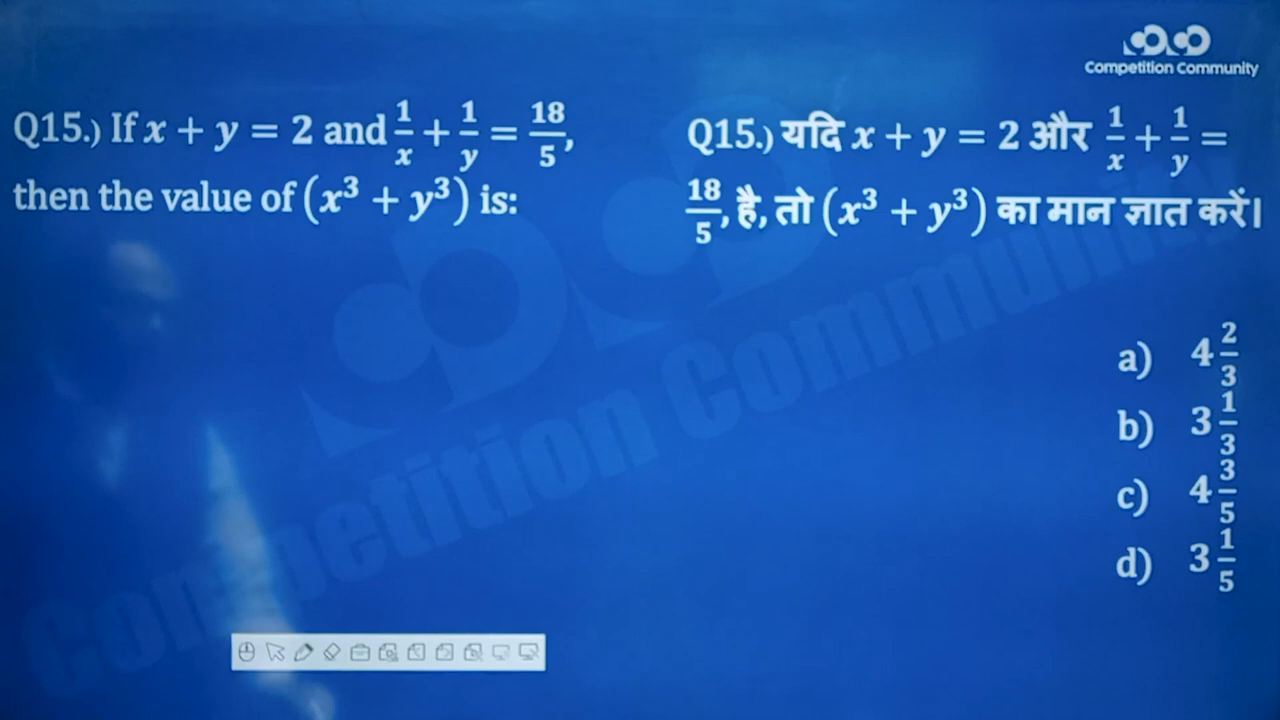 Competition Community
Q15.) If x + y = 2 and 1/x + 1/y = 18/5,
then the value of (x³ + y³) is:
Q15.) यदि x + y = 2 और 1/x + 1/y =
18/5, है, तो (x³ + y³) का मान ज्ञात करें।
a) 4 2/3
b) 3 1/3
c) 4 3/5
d) 3 1/5
Competition Community